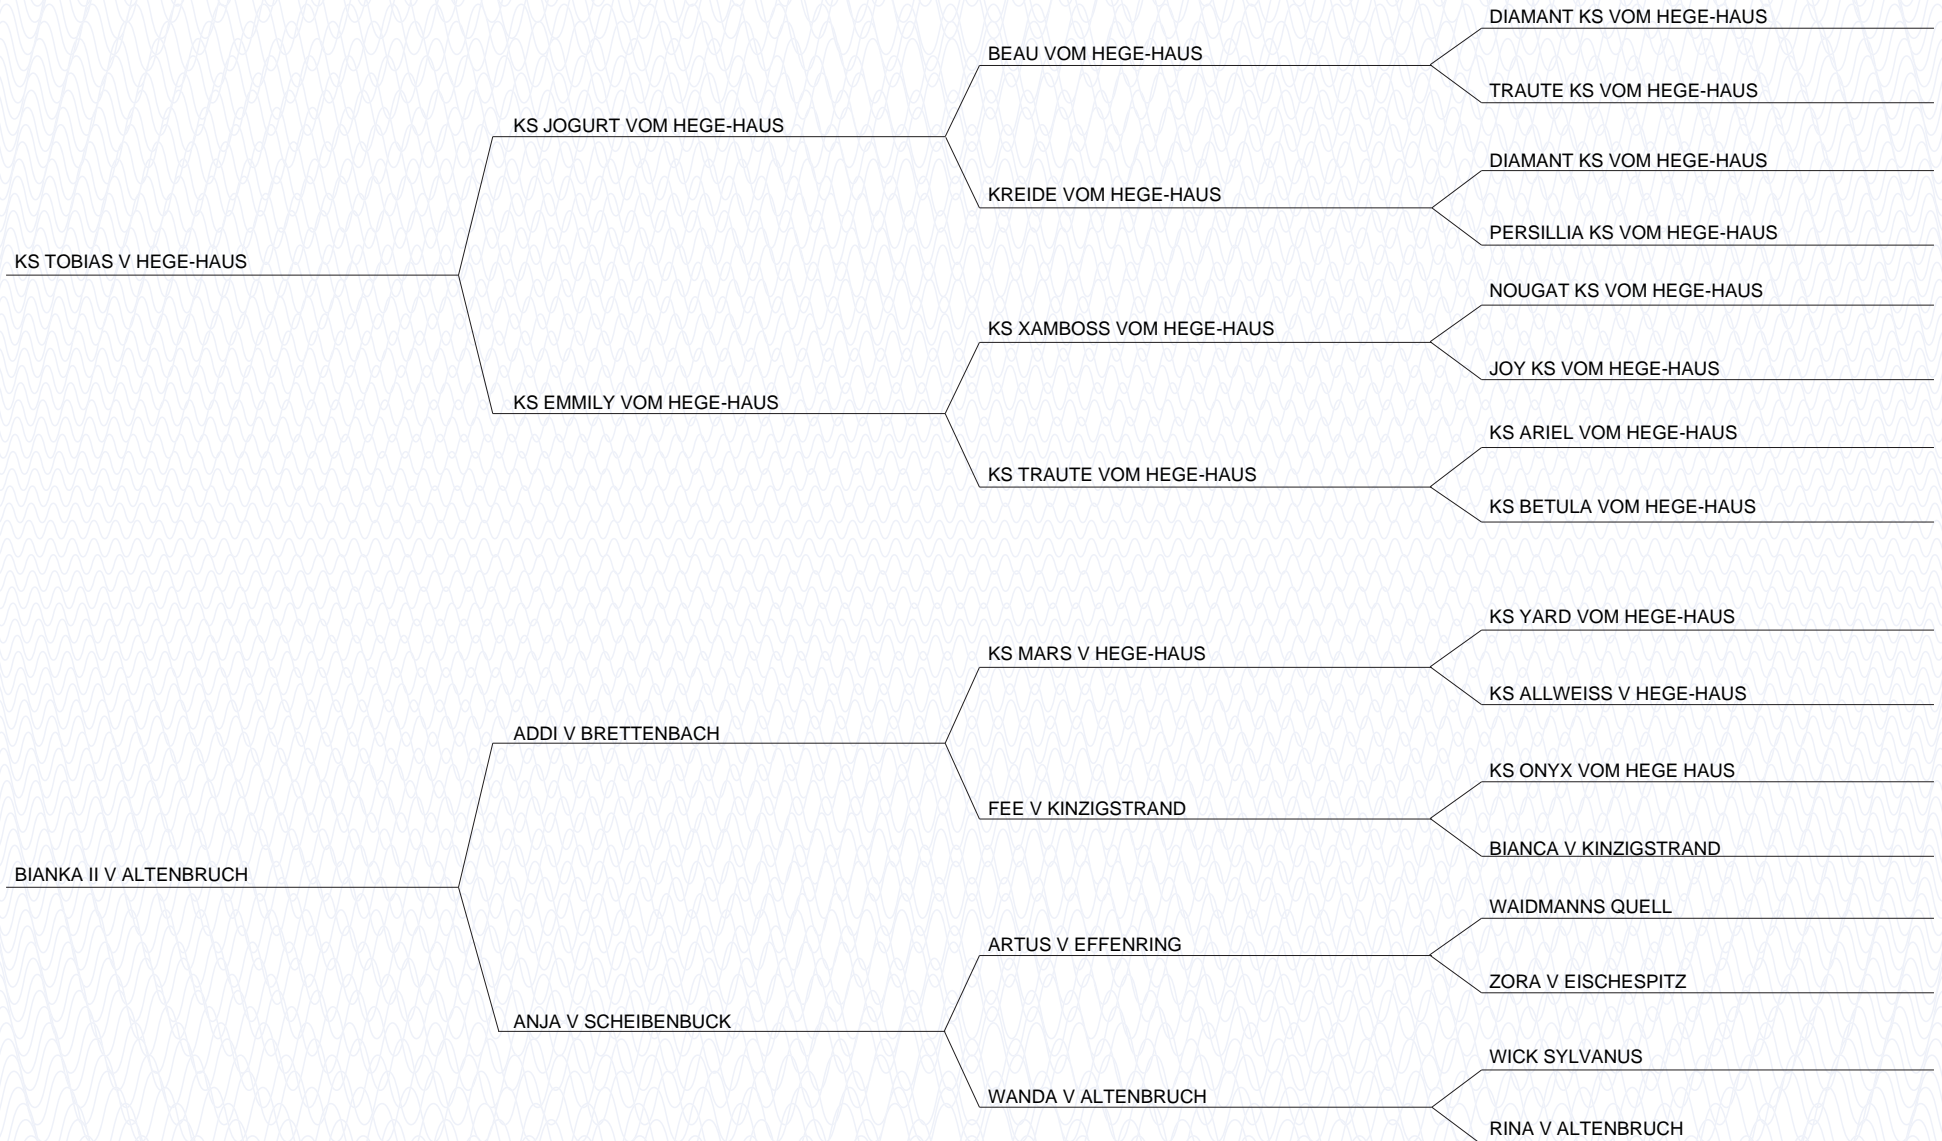 DIAMANT KS VOM HEGE-HAUS
BEAU VOM HEGE-HAUS
TRAUTE KS VOM HEGE-HAUS
KS JOGURT VOM HEGE-HAUS
DIAMANT KS VOM HEGE-HAUS
KREIDE VOM HEGE-HAUS
PERSILLIA KS VOM HEGE-HAUS
KS TOBIAS V HEGE-HAUS
NOUGAT KS VOM HEGE-HAUS
KS XAMBOSS VOM HEGE-HAUS
JOY KS VOM HEGE-HAUS
KS EMMILY VOM HEGE-HAUS
KS ARIEL VOM HEGE-HAUS
KS TRAUTE VOM HEGE-HAUS
KS BETULA VOM HEGE-HAUS
KS YARD VOM HEGE-HAUS
KS MARS V HEGE-HAUS
KS ALLWEISS V HEGE-HAUS
ADDI V BRETTENBACH
KS ONYX VOM HEGE HAUS
FEE V KINZIGSTRAND
BIANCA V KINZIGSTRAND
BIANKA II V ALTENBRUCH
WAIDMANNS QUELL
ARTUS V EFFENRING
ZORA V EISCHESPITZ
ANJA V SCHEIBENBUCK
WICK SYLVANUS
WANDA V ALTENBRUCH
RINA V ALTENBRUCH